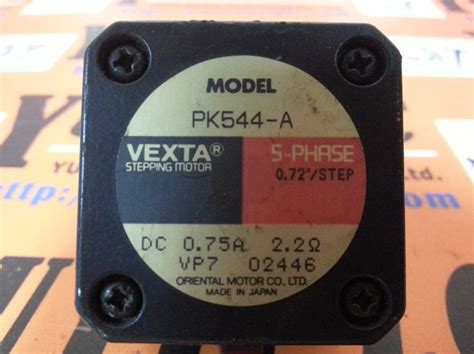 MODEL
PK544-A
VEXTA®
STEPPING MOTOR
5-PHASE
0.72°/STEP
DC 0.75A 2.2Ω
VP7 02446
ORIENTAL MOTOR CO., LTD.
MADE IN JAPAN